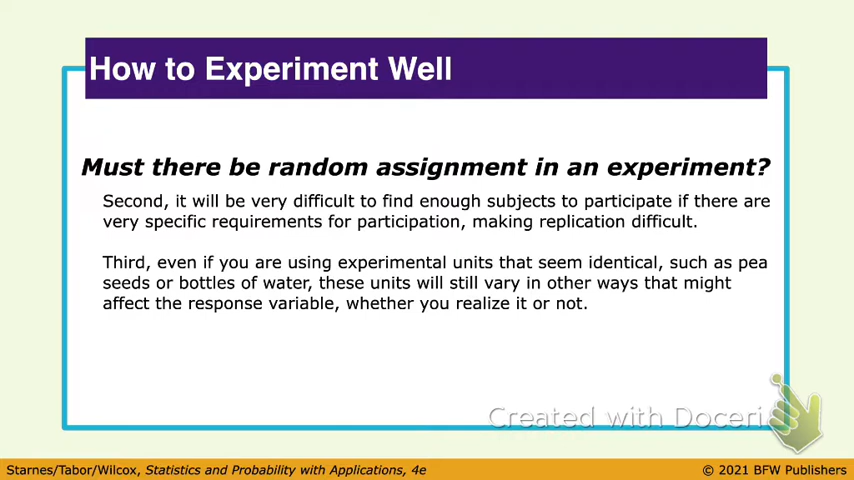 How to Experiment Well
Must there be random assignment in an experiment?
Second, it will be very difficult to find enough subjects to participate if there are
very specific requirements for participation, making replication difficult.
Third, even if you are using experimental units that seem identical, such as pea
seeds or bottles of water, these units will still vary in other ways that might
affect the response variable, whether you realize it or not.
Created with Doceri
Starnes/Tabor/Wilcox, Statistics and Probability with Applications, 4e
© 2021 BFW Publishers